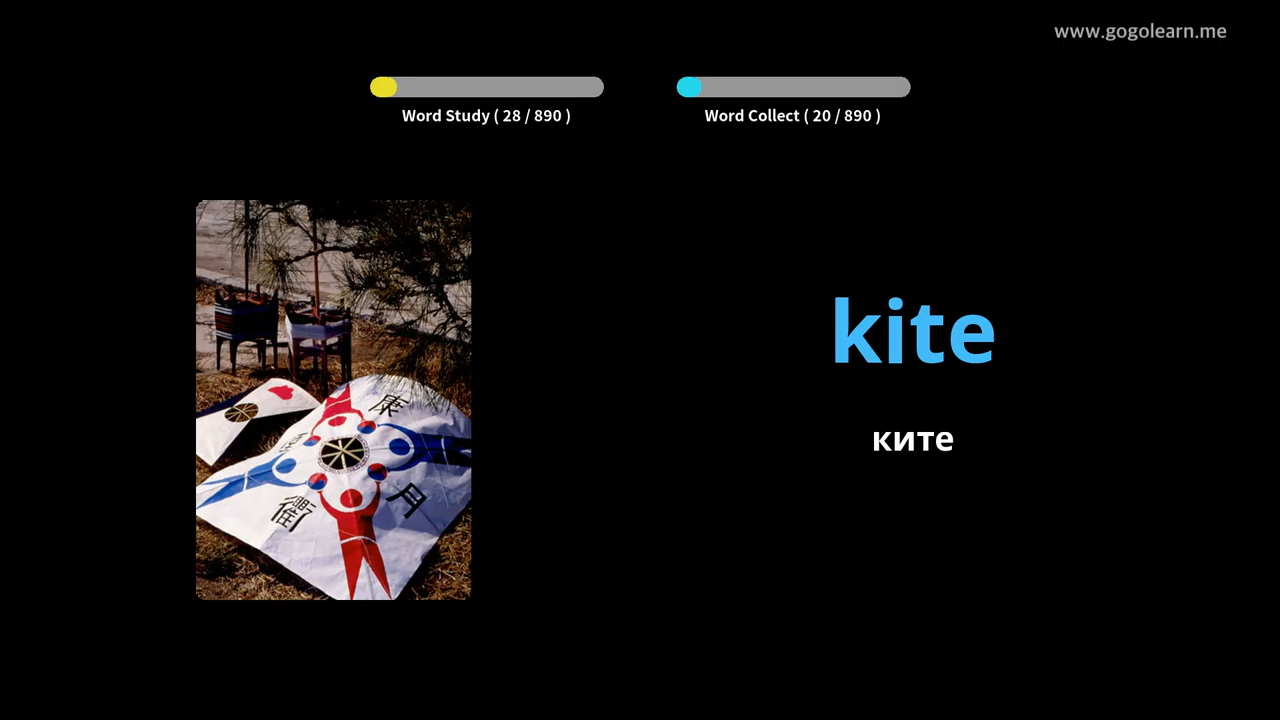 www.gogolearn.me
Word Study ( 28 / 890 )
Word Collect ( 20 / 890 )
kite
ките
康
月
衛